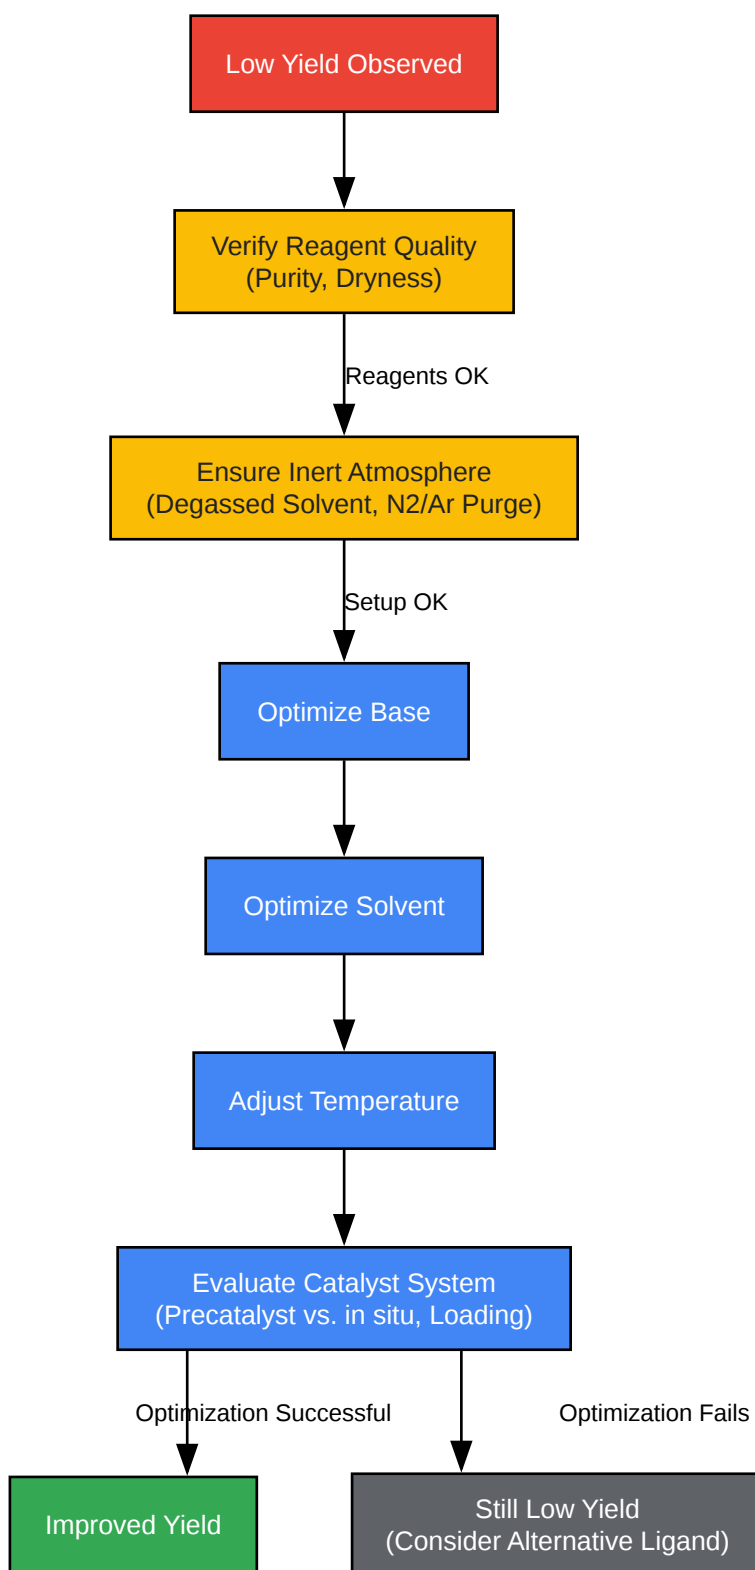 Low Yield Observed
Verify Reagent Quality
(Purity, Dryness)
Reagents OK
Ensure Inert Atmosphere
(Degassed Solvent, N2/Ar Purge)
Setup OK
Optimize Base
Optimize Solvent
Adjust Temperature
Evaluate Catalyst System
(Precatalyst vs. in situ, Loading)
Optimization Successful
Optimization Fails
Improved Yield
Still Low Yield
(Consider Alternative Ligand)